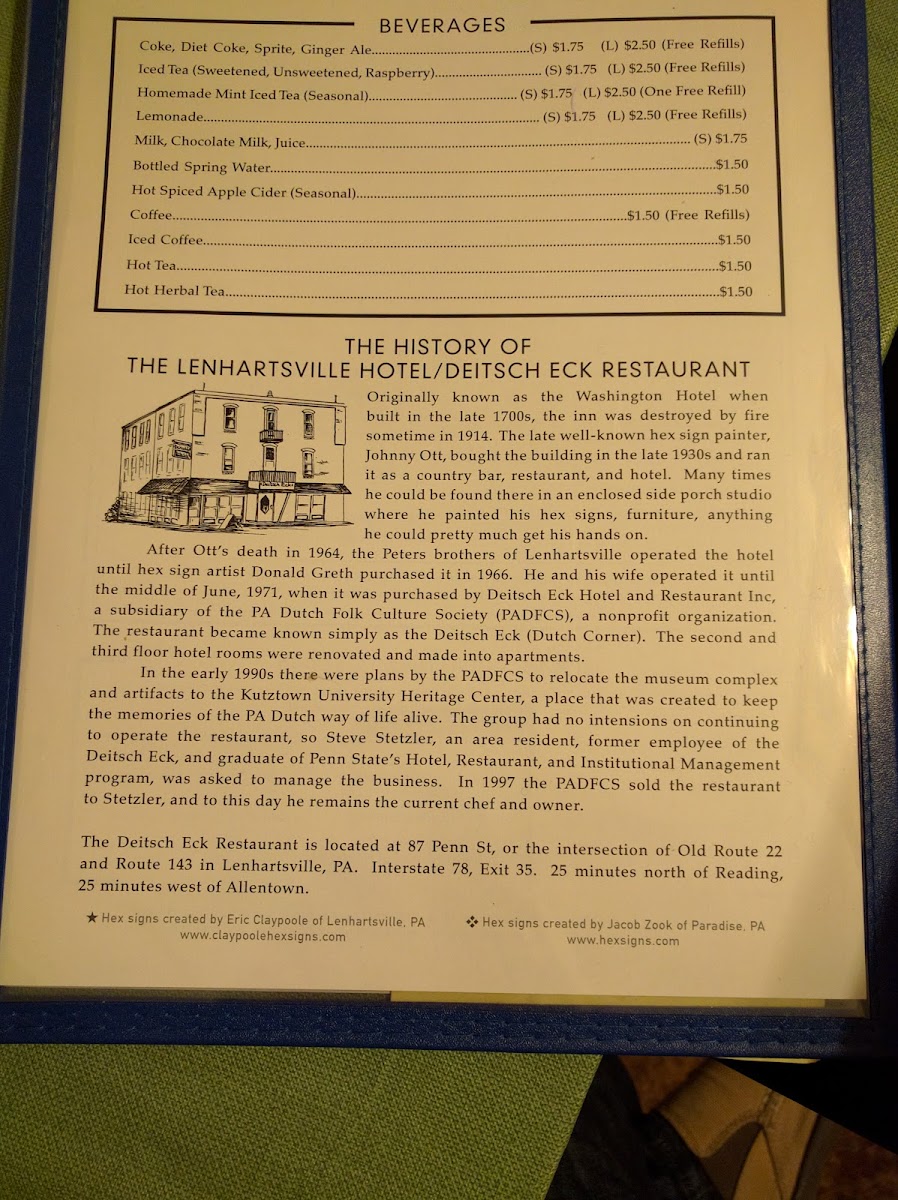 BEVERAGES
Coke, Diet Coke, Sprite, Ginger Ale.......................................(S) $1.75 (L) $2.50 (Free Refills)
Iced Tea (Sweetened, Unsweetened, Raspberry).......................... (S) $1.75 (L) $2.50 (Free Refills)
Homemade Mint Iced Tea (Seasonal)..................................... (S) $1.75 (L) $2.50 (One Free Refill)
Lemonade.................................................................................. (S) $1.75 (L) $2.50 (Free Refills)
Milk, Chocolate Milk, Juice.................................................................................................. (S) $1.75
Bottled Spring Water.....................................................................................................................$1.50
Hot Spiced Apple Cider (Seasonal)...............................................................................................$1.50
Coffee.......................................................................................................................$1.50 (Free Refills)
Iced Coffee......................................................................................................................................$1.50
Hot Tea............................................................................................................................................$1.50
Hot Herbal Tea................................................................................................................................$1.50
THE HISTORY OF
THE LENHARTSVILLE HOTEL/DEITSCH ECK RESTAURANT
Originally known as the Washington Hotel when
built in the late 1700s, the inn was destroyed by fire
sometime in 1914. The late well-known hex sign painter,
Johnny Ott, bought the building in the late 1930s and ran
it as a country bar, restaurant, and hotel. Many times
he could be found there in an enclosed side porch studio
where he painted his hex signs, furniture, anything
he could pretty much get his hands on.
After Ott's death in 1964, the Peters brothers of Lenhartsville operated the hotel
until hex sign artist Donald Greth purchased it in 1966. He and his wife operated it until
the middle of June, 1971, when it was purchased by Deitsch Eck Hotel and Restaurant Inc,
a subsidiary of the PA Dutch Folk Culture Society (PADFCS), a nonprofit organization.
The restaurant became known simply as the Deitsch Eck (Dutch Corner). The second and
third floor hotel rooms were renovated and made into apartments.
In the early 1990s there were plans by the PADFCS to relocate the museum complex
and artifacts to the Kutztown University Heritage Center, a place that was created to keep
the memories of the PA Dutch way of life alive. The group had no intensions on continuing
to operate the restaurant, so Steve Stetzler, an area resident, former employee of the
Deitsch Eck, and graduate of Penn State's Hotel, Restaurant, and Institutional Management
program, was asked to manage the business. In 1997 the PADFCS sold the restaurant
to Stetzler, and to this day he remains the current chef and owner.
The Deitsch Eck Restaurant is located at 87 Penn St, or the intersection of Old Route 22
and Route 143 in Lenhartsville, PA. Interstate 78, Exit 35. 25 minutes north of Reading,
25 minutes west of Allentown.
★ Hex signs created by Eric Claypoole of Lenhartsville, PA
www.claypoolehexsigns.com
❖ Hex signs created by Jacob Zook of Paradise, PA
www.hexsigns.com